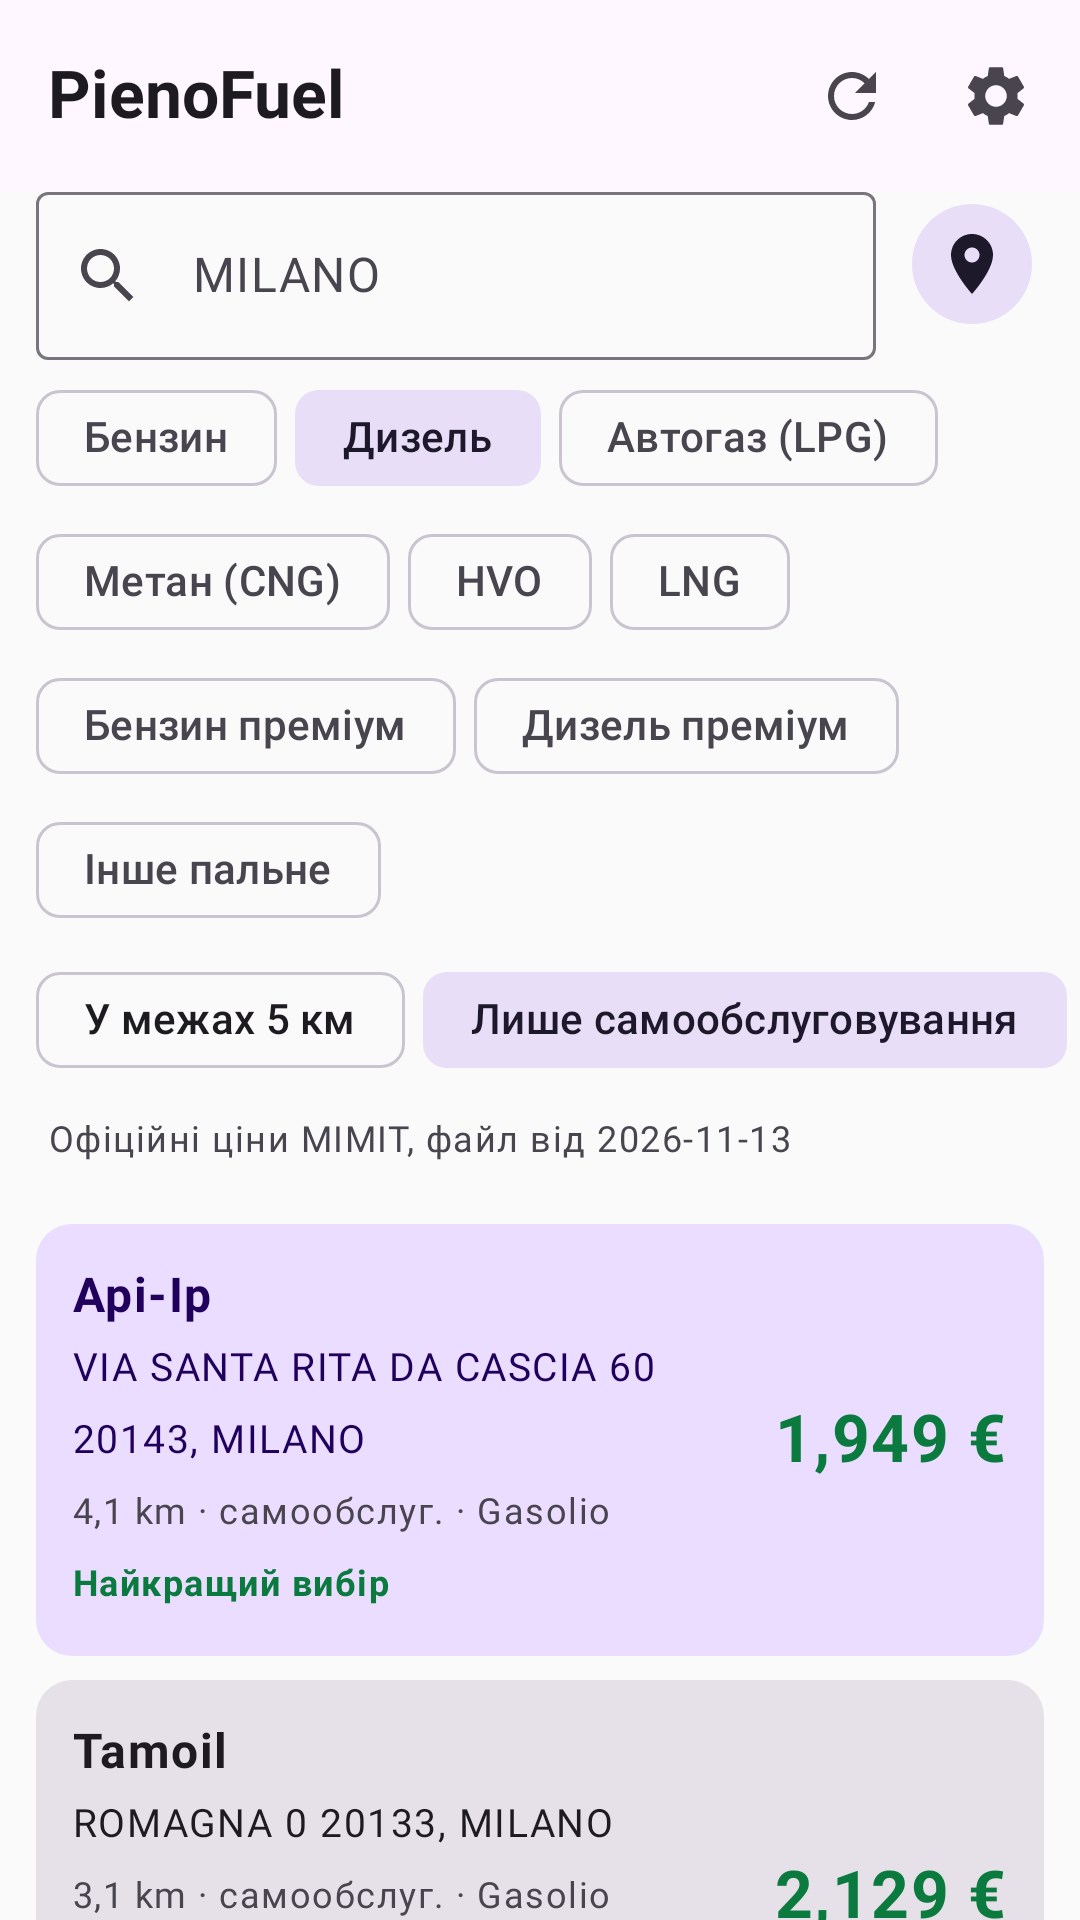 PienoFuel
MILANO
Бензин Дизель Автогаз (LPG)
Метан (CNG) HVO LNG
Бензин преміум Дизель преміум
Інше пальне
У межах 5 км Лише самообслуговування
Офіційні ціни MIMIT, файл від 2026-11-13
Api-Ip
VIA SANTA RITA DA CASCIA 60
20143, MILANO
1,949 €
4,1 km · самообслуг. · Gasolio
Найкращий вибір
Tamoil
ROMAGNA 0 20133, MILANO
3,1 km · самообслуг. · Gasolio
2,129 €